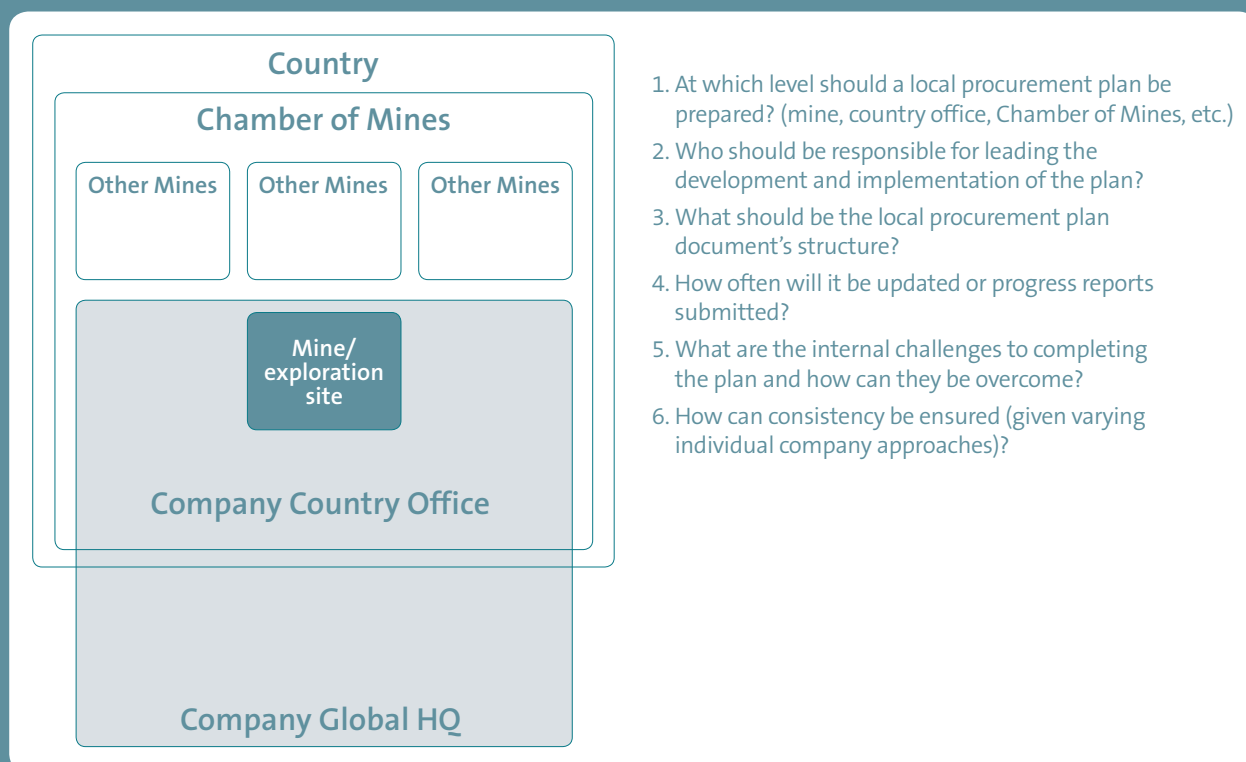 Country
Chamber of Mines
Other Mines
Other Mines
Other Mines
Mine/
exploration
site
Company Country Office
Company Global HQ
1. At which level should a local procurement plan be
prepared? (mine, country office, Chamber of Mines, etc.)
2. Who should be responsible for leading the
development and implementation of the plan?
3. What should be the local procurement plan
document’s structure?
4. How often will it be updated or progress reports
submitted?
5. What are the internal challenges to completing
the plan and how can they be overcome?
6. How can consistency be ensured (given varying
individual company approaches)?